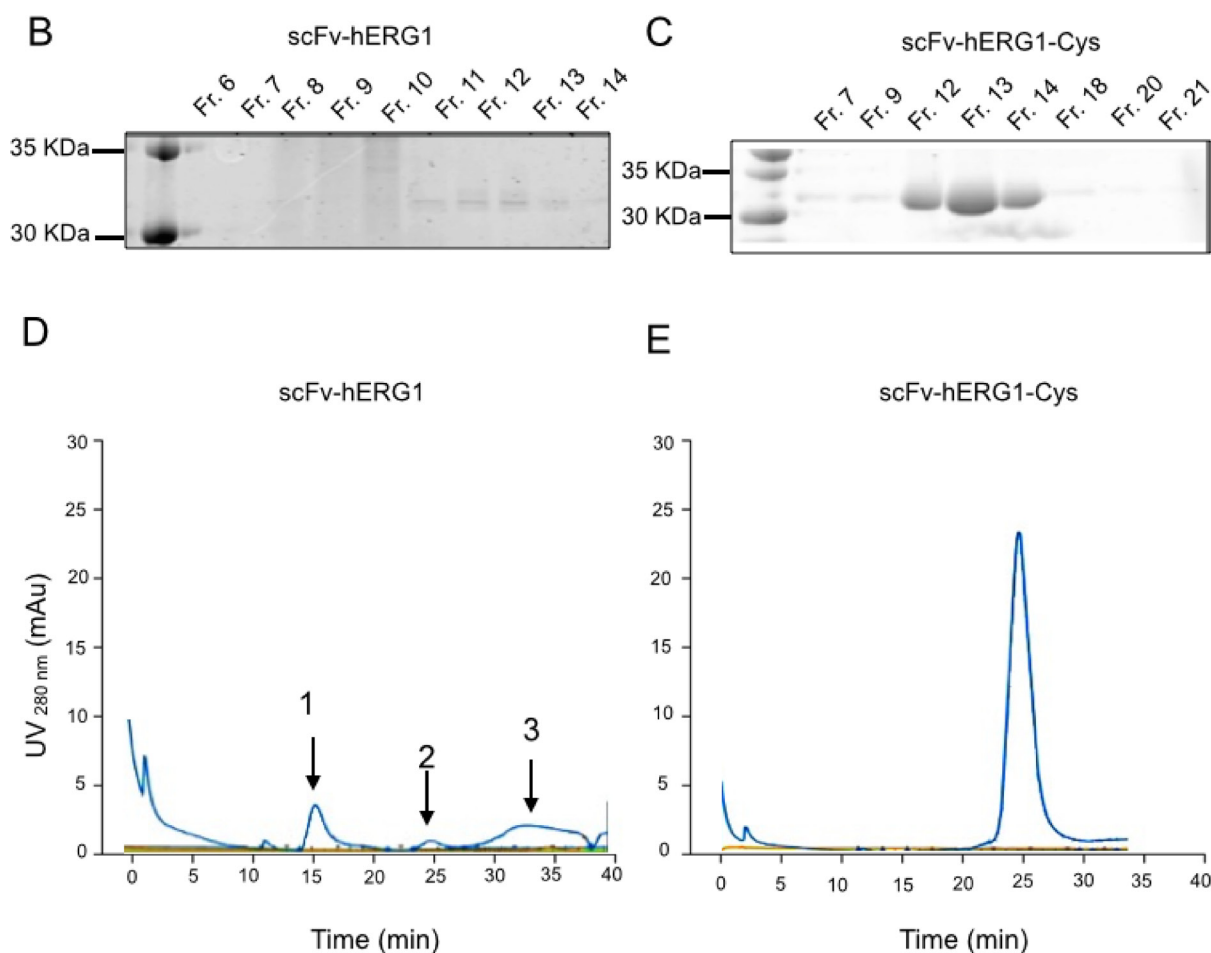 B
scFv-hERG1
Fr. 6 Fr. 7 Fr. 8 Fr. 9 Fr. 10 Fr. 11 Fr. 12 Fr. 13 Fr. 14
35 KDa
30 KDa
C
scFv-hERG1-Cys
Fr. 7 Fr. 9 Fr. 12 Fr. 13 Fr. 14 Fr. 18 Fr. 20 Fr. 21
35 KDa
30 KDa
D
scFv-hERG1
30
25
20
15
10
5
0
UV 280 nm (mAu)
1
2
3
0 5 10 15 20 25 30 35 40
Time (min)
E
scFv-hERG1-Cys
30
25
20
15
10
5
0
0 5 10 15 20 25 30 35 40
Time (min)